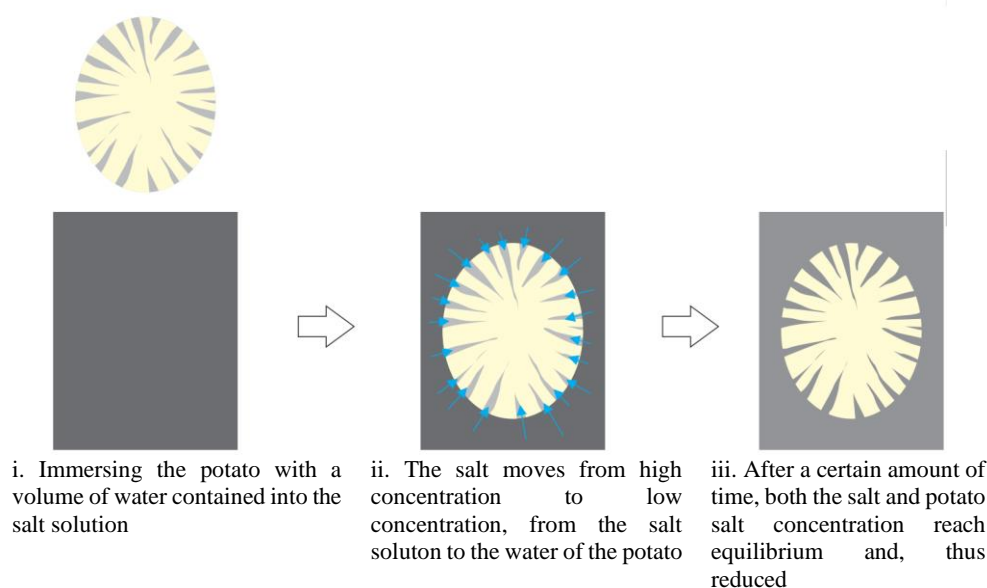 i. Immersing the potato with a
volume of water contained into the
salt solution
ii. The salt moves from high
concentration to low
concentration, from the salt
soluton to the water of the potato
iii. After a certain amount of
time, both the salt and potato
salt concentration reach
equilibrium and, thus
reduced